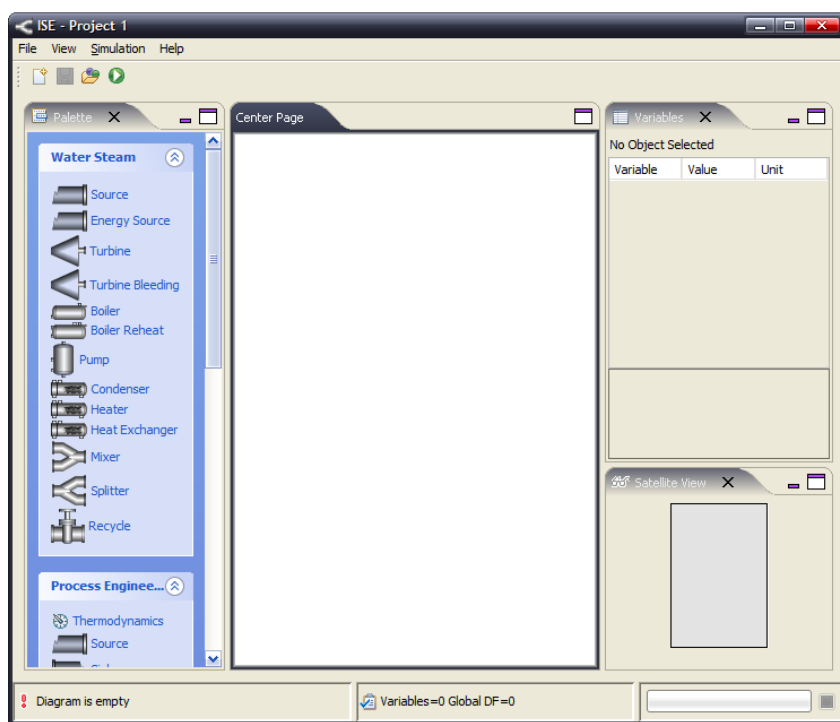 ISE - Project 1
File View Simulation Help
Palette
Water Steam
Source
Energy Source
Turbine
Turbine Bleeding
Boiler
Boiler Reheat
Pump
Condenser
Heater
Heat Exchanger
Mixer
Splitter
Recycle
Process Enginee...
Thermodynamics
Source
Center Page
Variables
No Object Selected
Variable Value Unit
Satellite View
Diagram is empty
Variables=0 Global DF=0